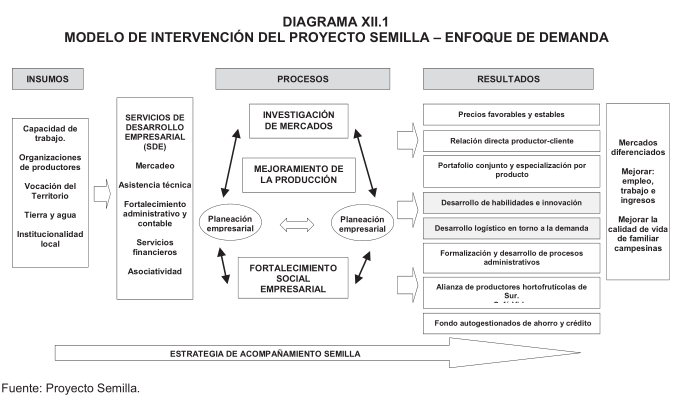 DIAGRAMA XII.1
MODELO DE INTERVENCIÓN DEL PROYECTO SEMILLA – ENFOQUE DE DEMANDA
INSUMOS
PROCESOS
RESULTADOS
Capacidad de
trabajo.
Organizaciones
de productores
Vocación del
Territorio
Tierra y agua
Institucionalidad
local
SERVICIOS DE
DESARROLLO
EMPRESARIAL
(SDE)
Mercadeo
Asistencia técnica
Fortalecimiento
administrativo y
contable
Servicios
financieros
Asociatividad
INVESTIGACIÓN
DE MERCADOS
MEJORAMIENTO DE
LA PRODUCCIÓN
Planeación
empresarial
Planeación
empresarial
FORTALECIMIENTO
SOCIAL
EMPRESARIAL
Precios favorables y estables
Relación directa productor-cliente
Portafolio conjunto y especialización por
producto
Desarrollo de habilidades e innovación
Desarrollo logístico en torno a la demanda
Formalización y desarrollo de procesos
administrativos
Alianza de productores hortofrutícolas de
Sur.
Fondo autogestionados de ahorro y crédito
Mercados
diferenciados
Mejorar:
empleo,
trabajo e
ingresos
Mejorar la
calidad de vida
de familiar
campesinas
ESTRATEGIA DE ACOMPAÑAMIENTO SEMILLA
Fuente: Proyecto Semilla.